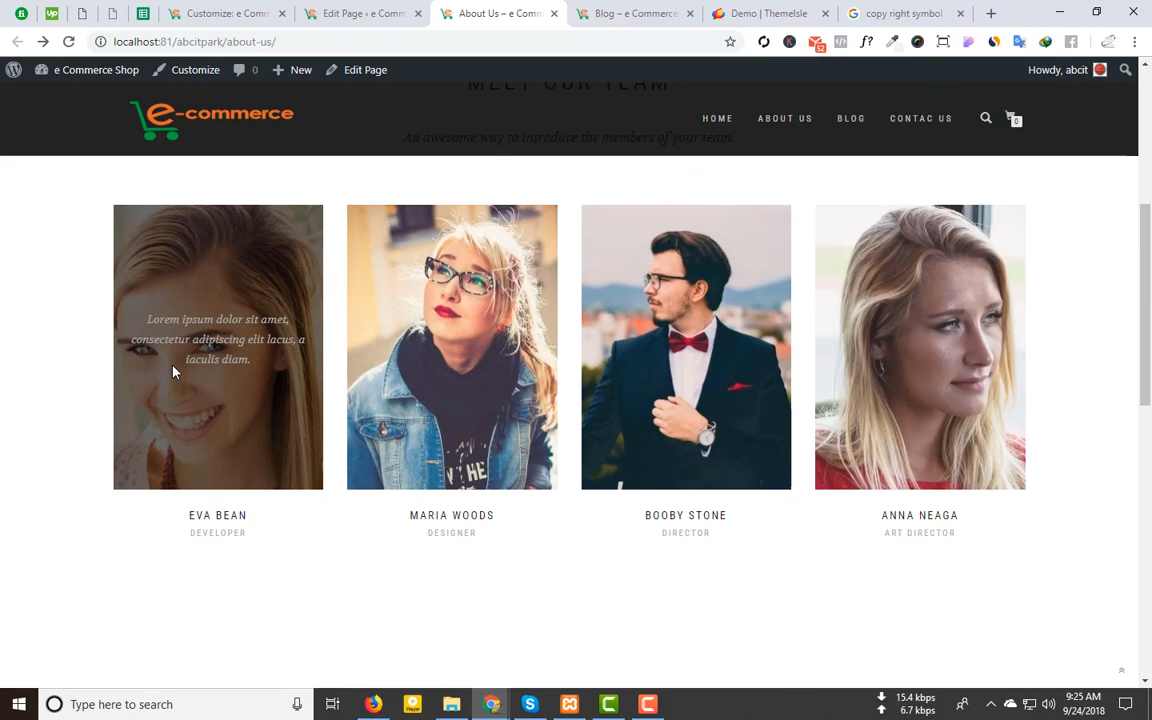 Customize: e Comm
Edit Page ‹ e Comm
About Us – e Comm
Blog – e Commerce
Demo | ThemeIsle
copy right symbol
localhost:81/abcitpark/about-us/
52
f?
e Commerce Shop
Customize
0
New
Edit Page
Howdy, abcit
MEET OUR TEAM
e-commerce
HOME
ABOUT US
BLOG
CONTAC US
0
An awesome way to introduce the members of your team.
Lorem ipsum dolor sit amet,
consectetur adipiscing elit lacus, a
iaculis diam.
EVA BEAN
DEVELOPER
MARIA WOODS
DESIGNER
BOOBY STONE
DIRECTOR
ANNA NEAGA
ART DIRECTOR
Type here to search
15.4 kbps
6.7 kbps
9:25 AM
9/24/2018